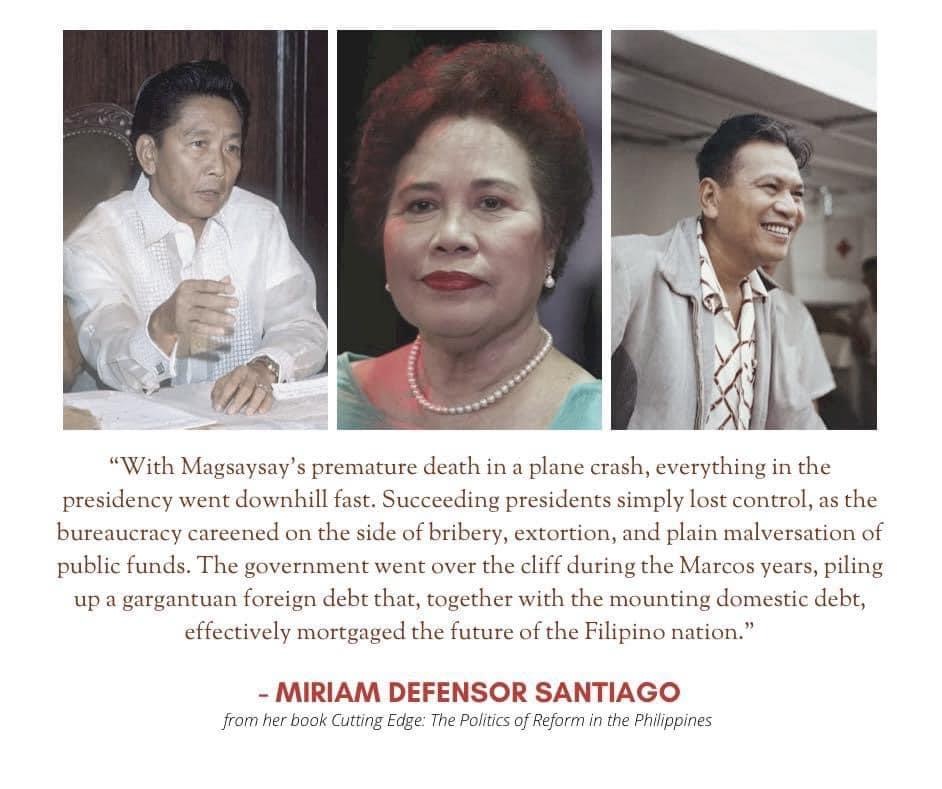 “With Magsaysay’s premature death in a plane crash, everything in the
presidency went downhill fast. Succeeding presidents simply lost control, as the
bureaucracy careened on the side of bribery, extortion, and plain malversation of
public funds. The government went over the cliff during the Marcos years, piling
up a gargantuan foreign debt that, together with the mounting domestic debt,
effectively mortgaged the future of the Filipino nation.”
- MIRIAM DEFENSOR SANTIAGO
from her book Cutting Edge: The Politics of Reform in the Philippines